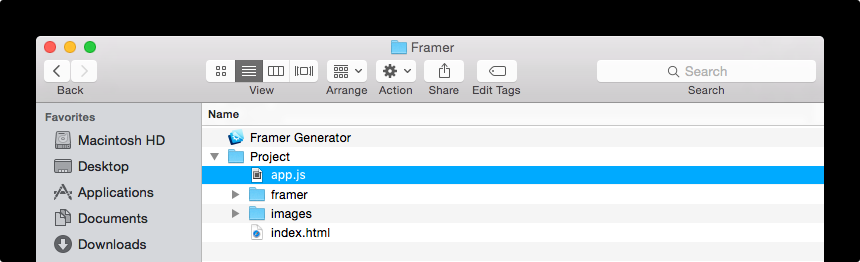 Framer
Back
View
Arrange
Action
Share
Edit Tags
Search
Search
Favorites
Macintosh HD
Desktop
Applications
Documents
Downloads
Name
Framer Generator
Project
app.js
framer
images
index.html